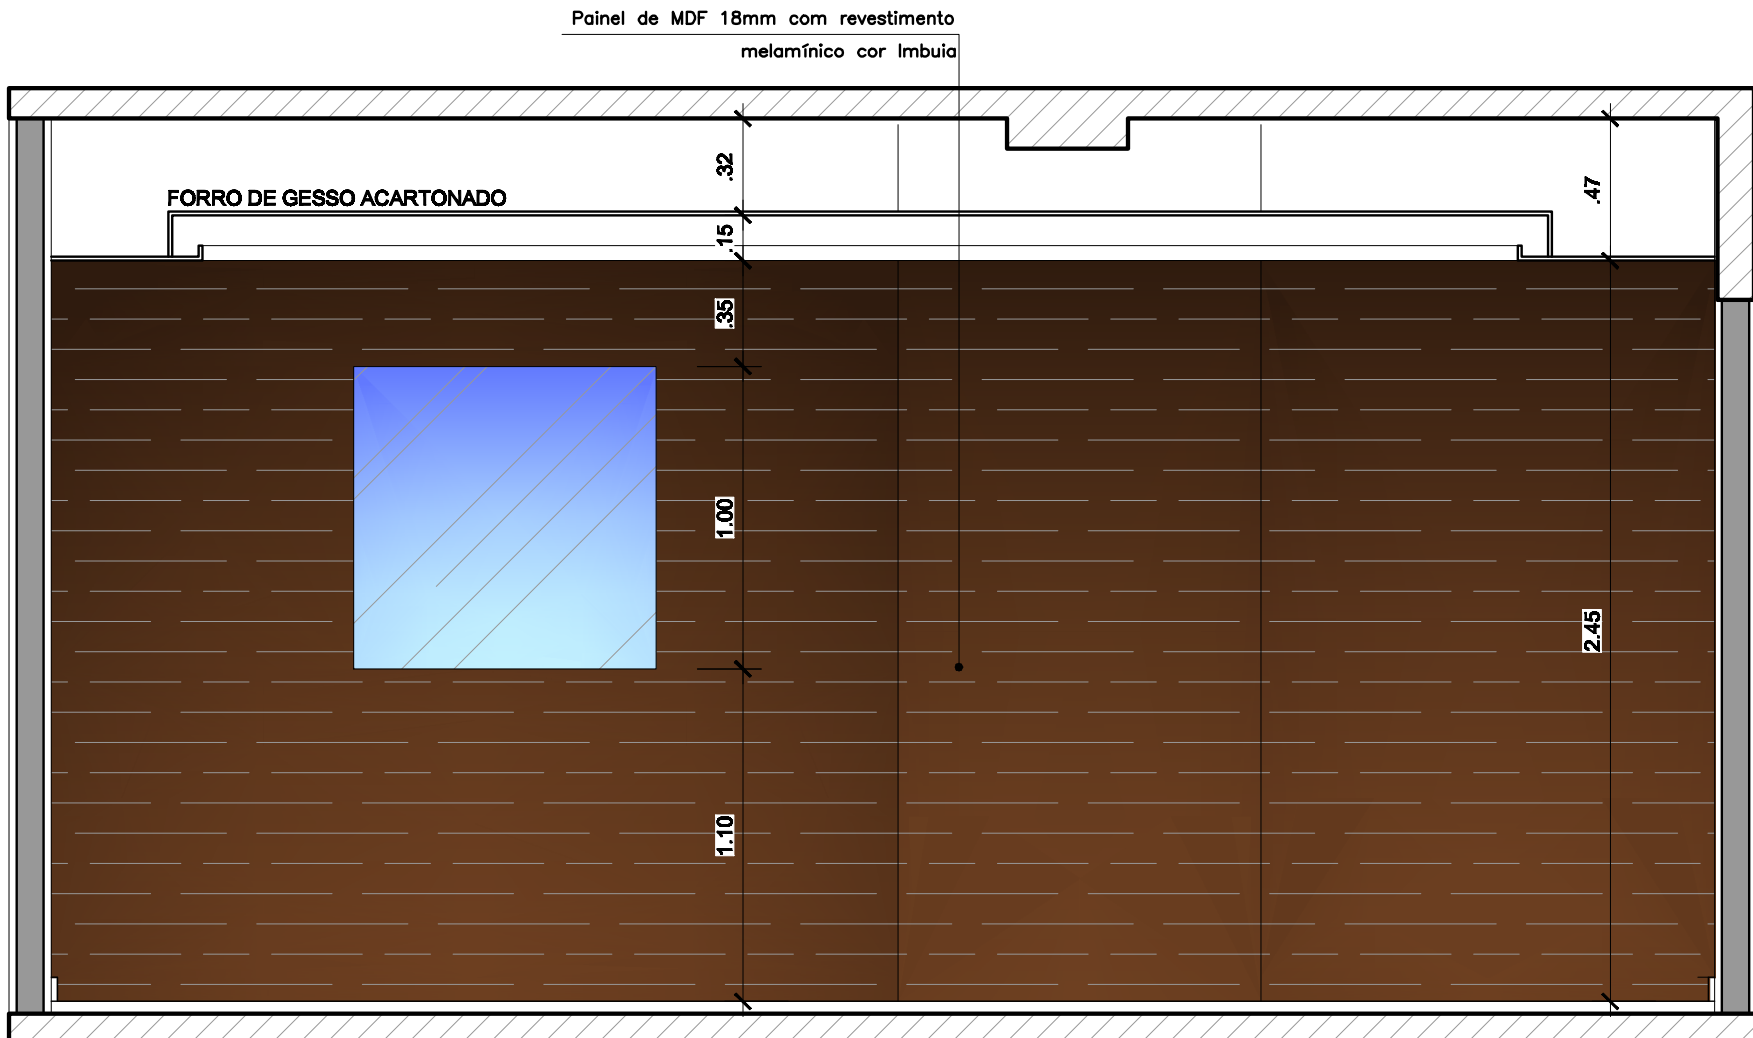 Painel de MDF 18mm com revestimento
melamínico cor Imbuia
.32
.47
FORRO DE GESSO ACARTONADO
.15
.35
1.00
2.45
1.10